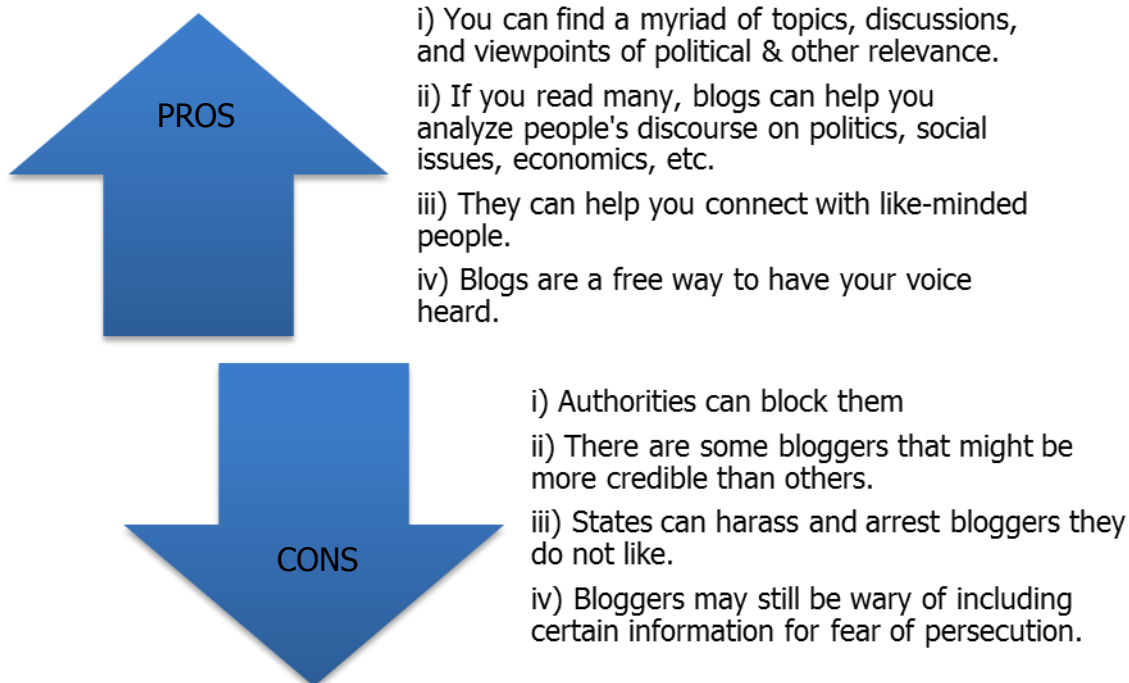 PROS
i) You can find a myriad of topics, discussions,
and viewpoints of political & other relevance.
ii) If you read many, blogs can help you
analyze people's discourse on politics, social
issues, economics, etc.
iii) They can help you connect with like-minded
people.
iv) Blogs are a free way to have your voice
heard.
CONS
i) Authorities can block them
ii) There are some bloggers that might be
more credible than others.
iii) States can harass and arrest bloggers they
do not like.
iv) Bloggers may still be wary of including
certain information for fear of persecution.